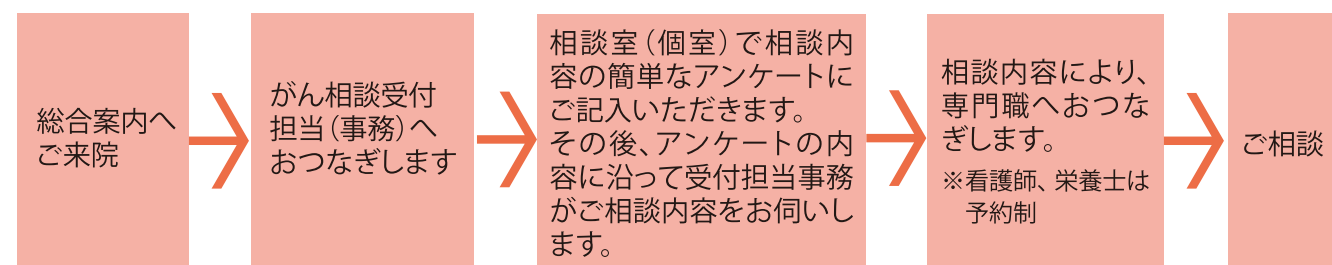 総合案内へ
ご来院
がん相談受付
担当（事務）へ
おつなぎします
相談室（個室）で相談内
容の簡単なアンケートに
ご記入いただきます。
その後、アンケートの内
容に沿って受付担当事務
がご相談内容をお伺いし
ます。
相談内容により、
専門職へおつな
ぎします。
※看護師、栄養士は
予約制
ご相談